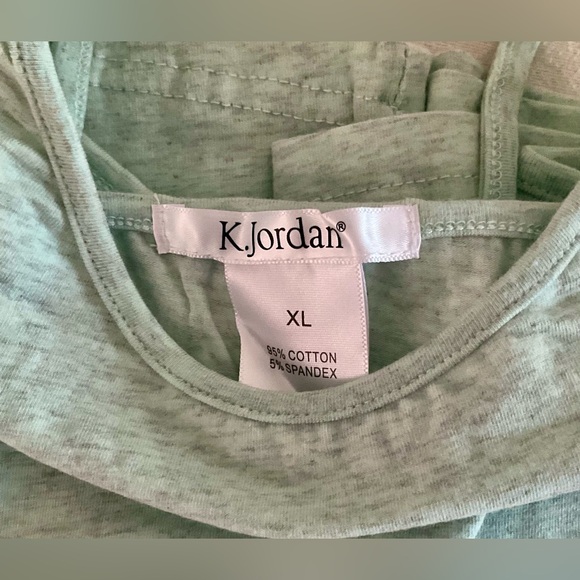 K.Jordan®
XL
95% COTTON
5% SPANDEX